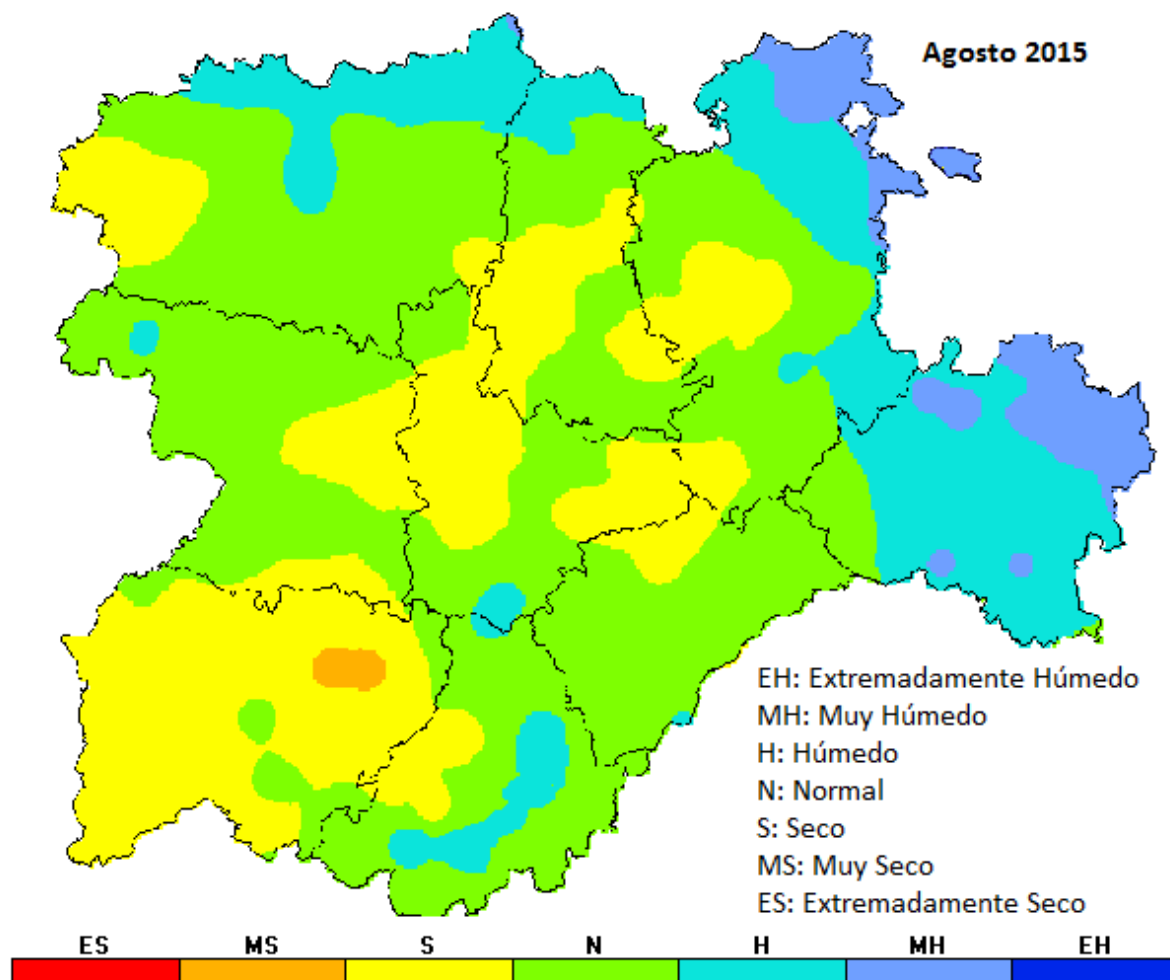 Agosto 2015
EH: Extremadamente Húmedo
MH: Muy Húmedo
H: Húmedo
N: Normal
S: Seco
MS: Muy Seco
ES: Extremadamente Seco
ES MS S N H MH EH